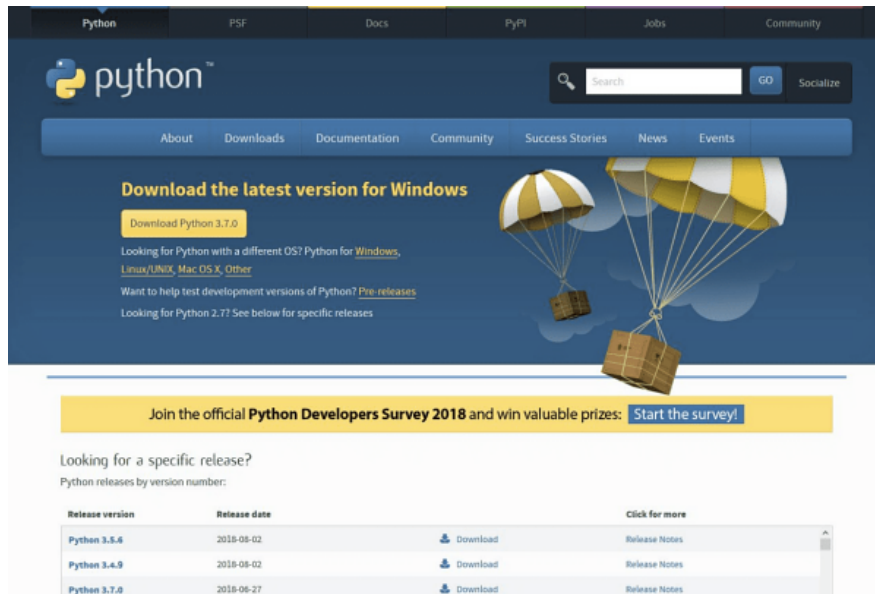 Python PSF Docs PyPI Jobs Community
python™
Search GO Socialize
About Downloads Documentation Community Success Stories News Events
Download the latest version for Windows
Download Python 3.7.0
Looking for Python with a different OS? Python for Windows,
Linux/UNIX, Mac OS X, Other
Want to help test development versions of Python? Pre-releases
Looking for Python 2.7? See below for specific releases
Join the official Python Developers Survey 2018 and win valuable prizes: Start the survey!
Looking for a specific release?
Python releases by version number:
Release version Release date Click for more
Python 3.5.6 2018-08-02 Download Release Notes
Python 3.4.9 2018-08-02 Download Release Notes
Python 3.7.0 2018-06-27 Download Release Notes